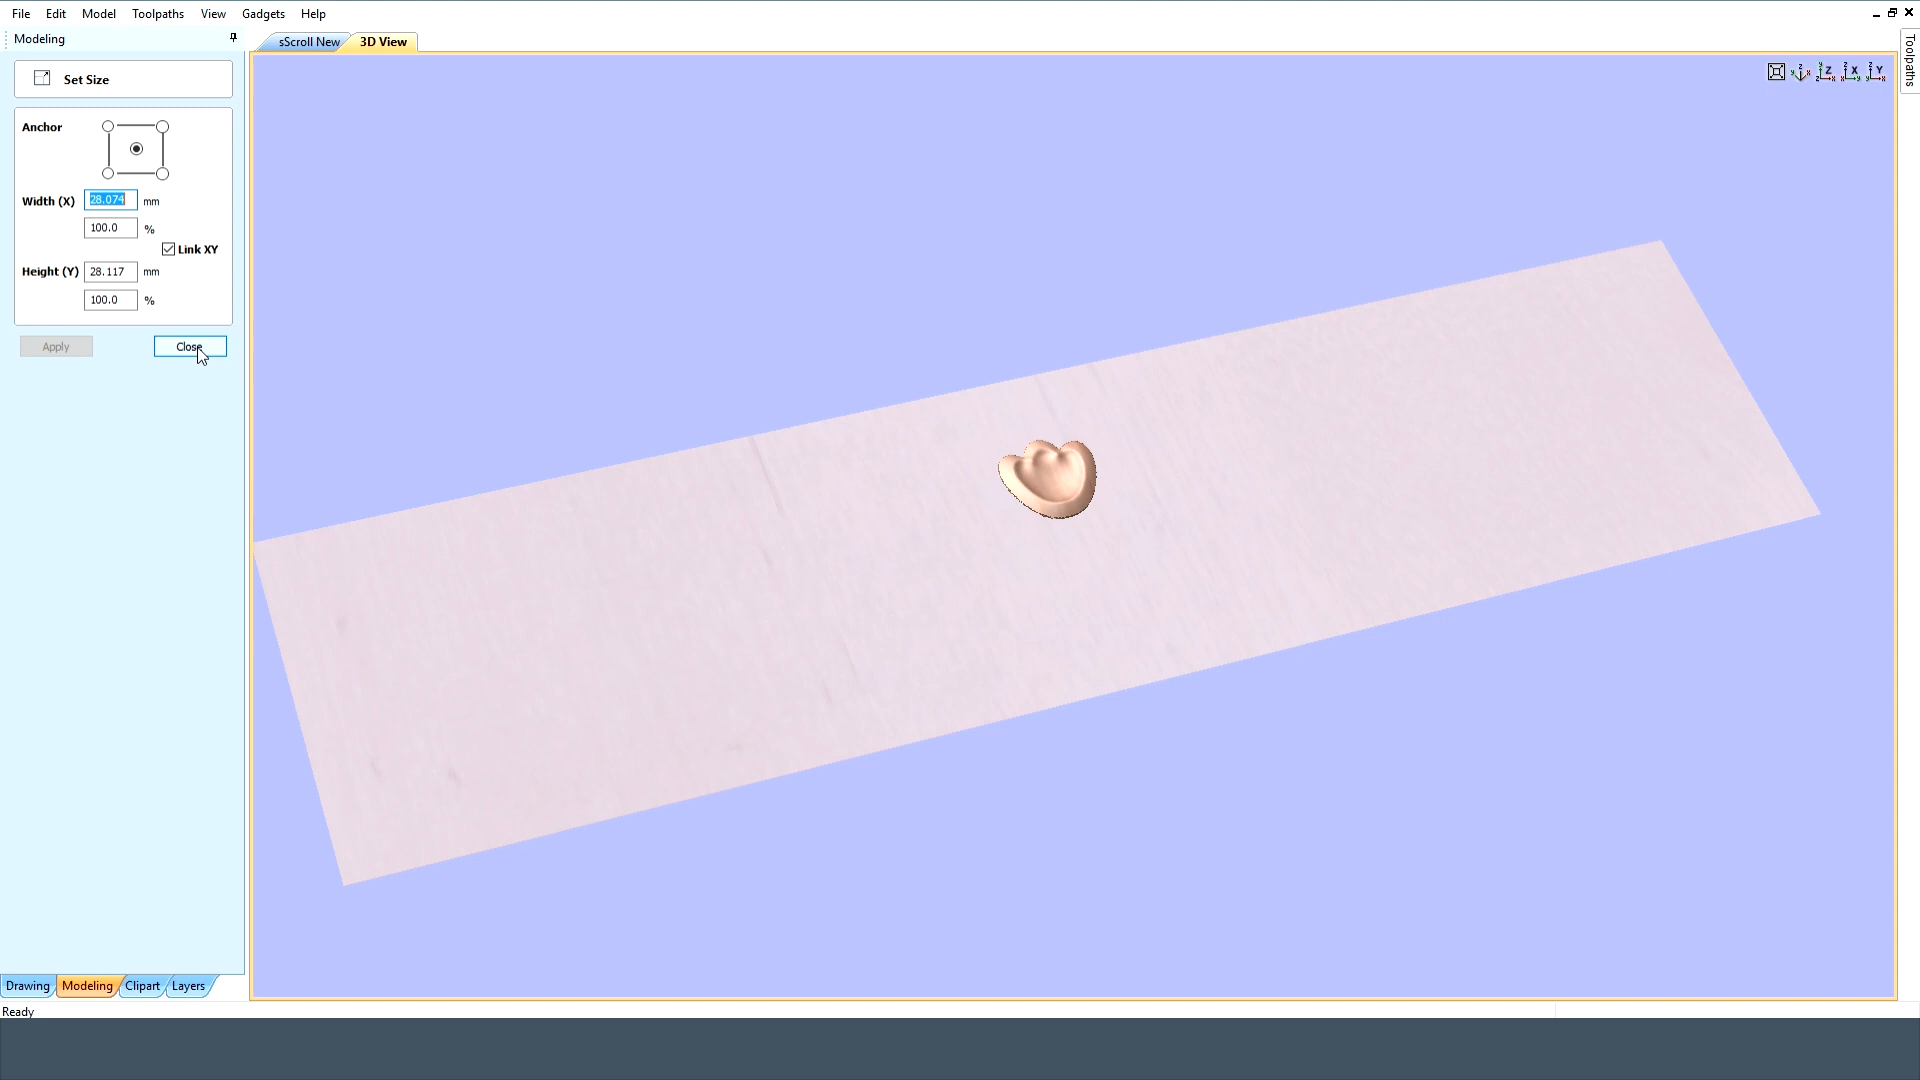 File Edit Model Toolpaths View Gadgets Help
Modeling
sScroll New 3D View
Toolpaths
Set Size
Z X Y
Anchor
Width (X) 28.074 mm
100.0 %
Link XY
Height (Y) 28.117 mm
100.0 %
Apply Close
Drawing Modeling Clipart Layers
Ready